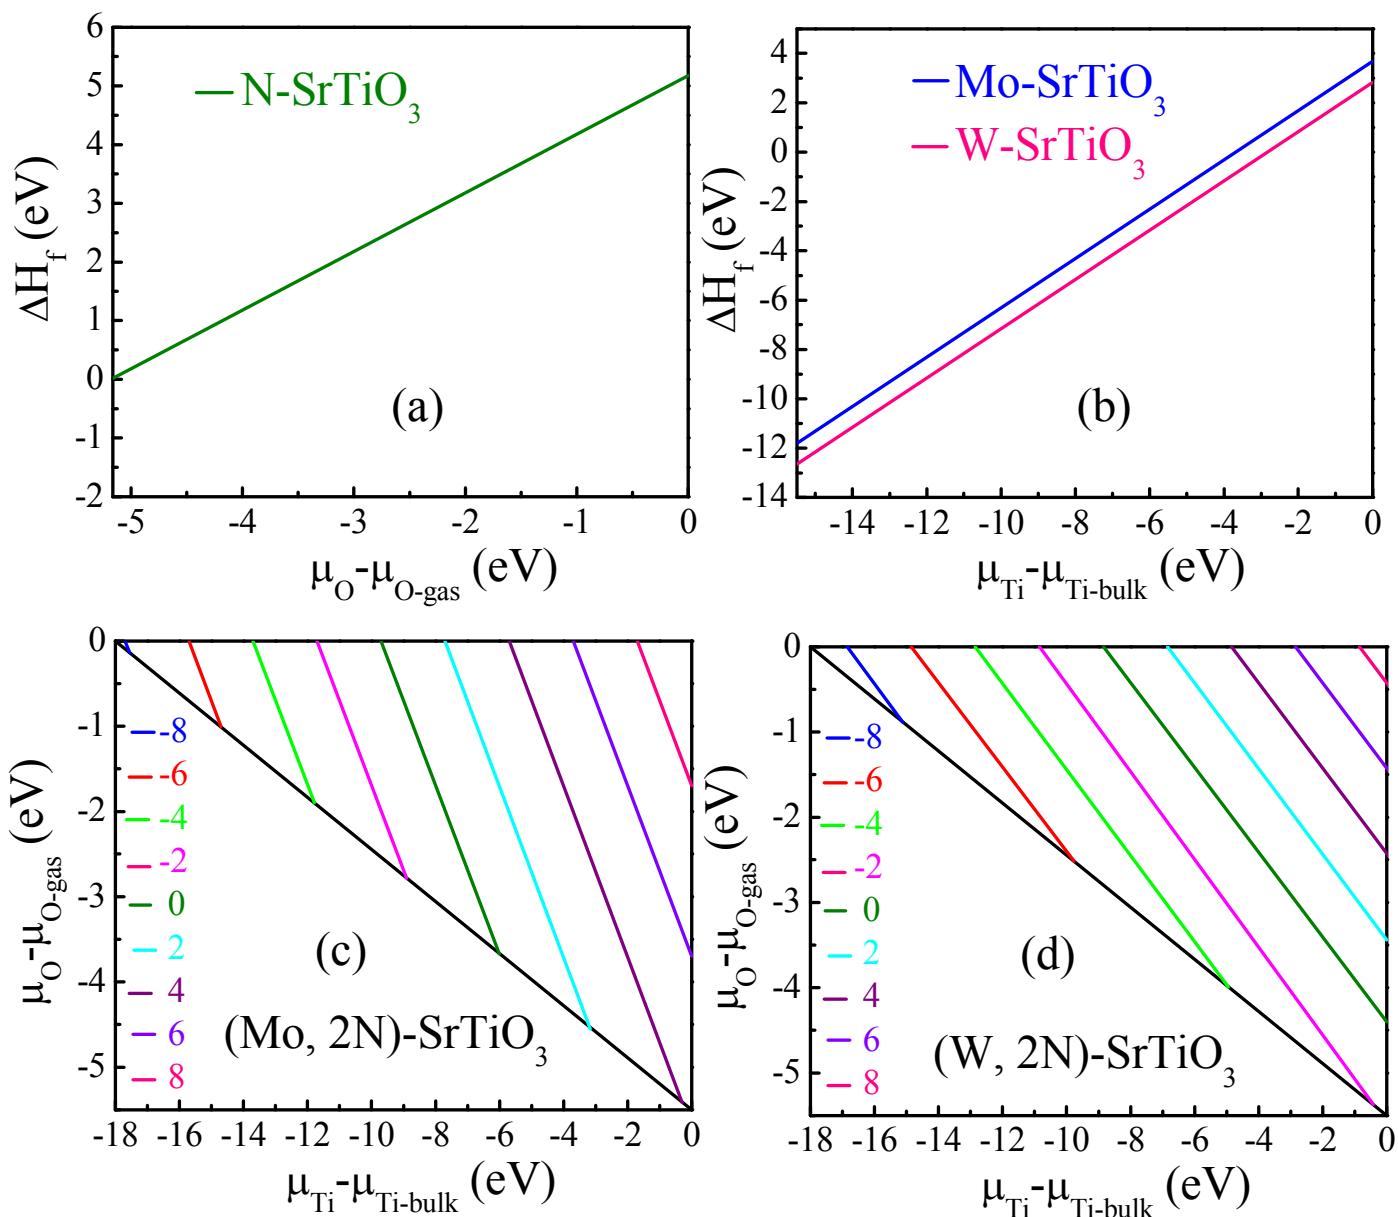 6
5
4
3
2
1
0
-1
-2
ΔH_f (eV)
N-SrTiO₃
(a)
-5 -4 -3 -2 -1 0
μ_O-μ_O-gas (eV)
4
2
0
-2
-4
-6
-8
-10
-12
-14
ΔH_f (eV)
Mo-SrTiO₃
W-SrTiO₃
(b)
-14 -12 -10 -8 -6 -4 -2 0
μ_Ti-μ_Ti-bulk (eV)
0
-1
-2
-3
-4
-5
μ_O-μ_O-gas (eV)
-8
-6
-4
-2
0
2
4
6
8
(c)
(Mo, 2N)-SrTiO₃
-18 -16 -14 -12 -10 -8 -6 -4 -2 0
μ_Ti-μ_Ti-bulk (eV)
0
-1
-2
-3
-4
-5
μ_O-μ_O-gas (eV)
-8
-6
-4
-2
0
2
4
6
8
(d)
(W, 2N)-SrTiO₃
-18 -16 -14 -12 -10 -8 -6 -4 -2 0
μ_Ti-μ_Ti-bulk (eV)